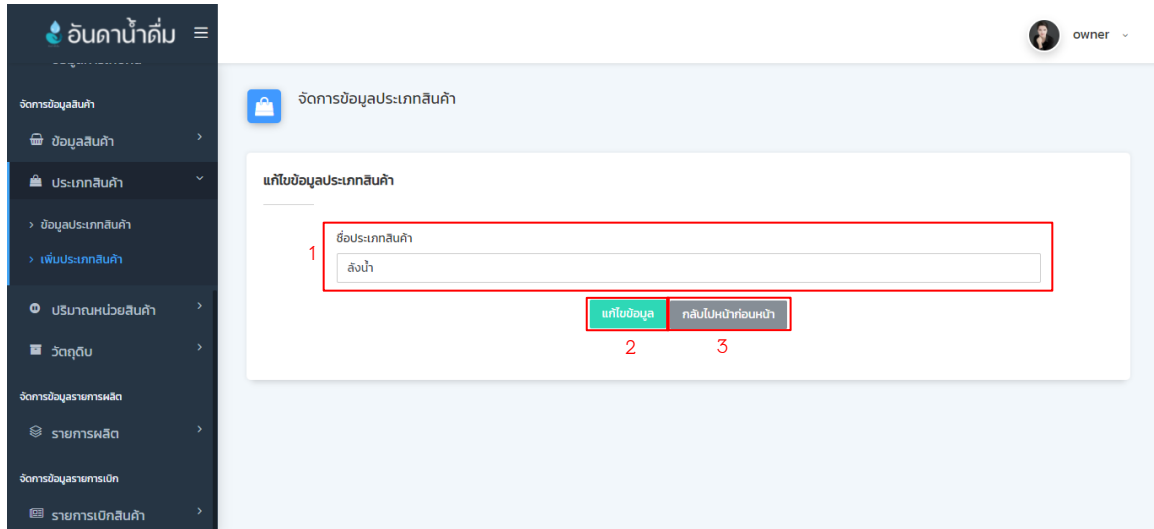 อันดาน้ำดื่ม
owner
จัดการข้อมูลสินค้า
ข้อมูลสินค้า
ประเภทสินค้า
> ข้อมูลประเภทสินค้า
> เพิ่มประเภทสินค้า
ปริมาณหน่วยสินค้า
วัตถุดิบ
จัดการข้อมูลรายการผลิต
รายการผลิต
จัดการข้อมูลรายการเบิก
รายการเบิกสินค้า
จัดการข้อมูลประเภทสินค้า
แก้ไขข้อมูลประเภทสินค้า
1
ชื่อประเภทสินค้า
ลังน้ำ
แก้ไขข้อมูล กลับไปหน้าก่อนหน้า
2 3